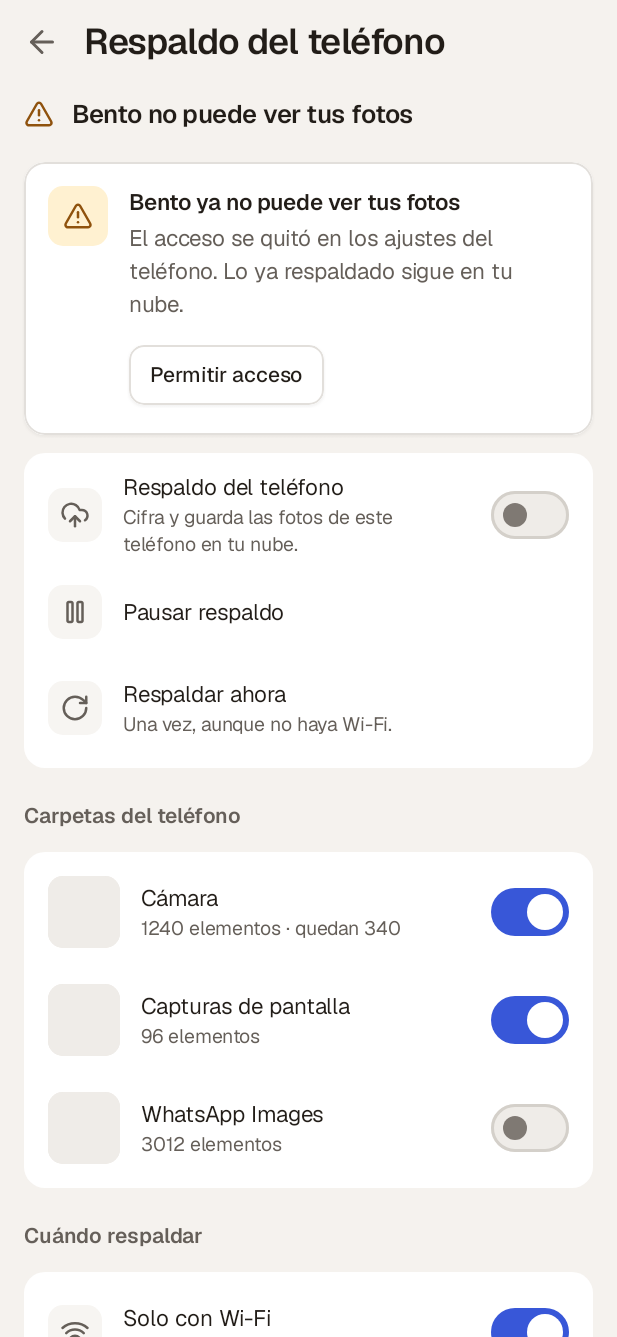 Respaldo del teléfono
Bento no puede ver tus fotos
Bento ya no puede ver tus fotos
El acceso se quitó en los ajustes del
teléfono. Lo ya respaldado sigue en tu
nube.
Permitir acceso
Respaldo del teléfono
Cifra y guarda las fotos de este
teléfono en tu nube.
Pausar respaldo
Respaldar ahora
Una vez, aunque no haya Wi-Fi.
Carpetas del teléfono
Cámara
1240 elementos · quedan 340
Capturas de pantalla
96 elementos
WhatsApp Images
3012 elementos
Cuándo respaldar
Solo con Wi-Fi